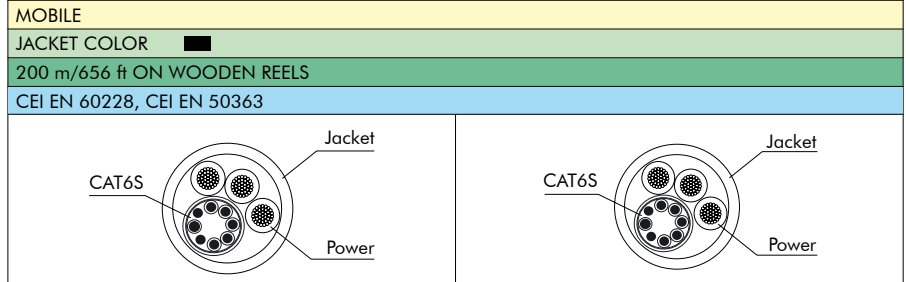 MOBILE
JACKET COLOR
200 m/656 ft ON WOODEN REELS
CEI EN 60228, CEI EN 50363
Jacket
CAT6S
Power
Jacket
CAT6S
Power